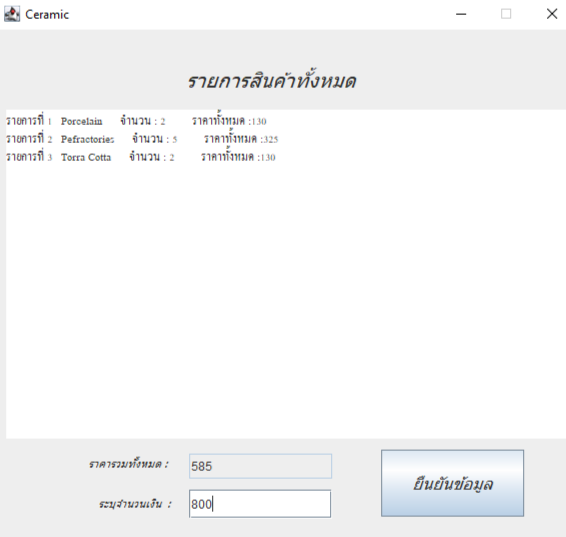 Ceramic
รายการสินค้าทั้งหมด
รายการที่ 1 Porcelain จำนวน : 2 ราคาทั้งหมด :130
รายการที่ 2 Pefractories จำนวน : 5 ราคาทั้งหมด :325
รายการที่ 3 Torra Cotta จำนวน : 2 ราคาทั้งหมด :130
ราคารวมทั้งหมด : 585
ระบุจำนวนเงิน : 800
ยืนยันข้อมูล